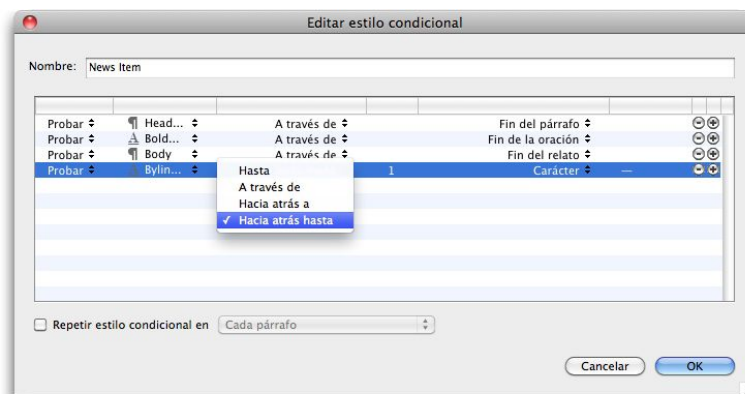 Editar estilo condicional
Nombre: News Item
Probar ¶ Head... A través de Fin del párrafo
Probar A Bold... A través de Fin de la oración
Probar ¶ Body A través de Fin del relato
Probar A Bylin... 1 Carácter —
Hasta
A través de
Hacia atrás a
✓ Hacia atrás hasta
Repetir estilo condicional en Cada párrafo
Cancelar OK